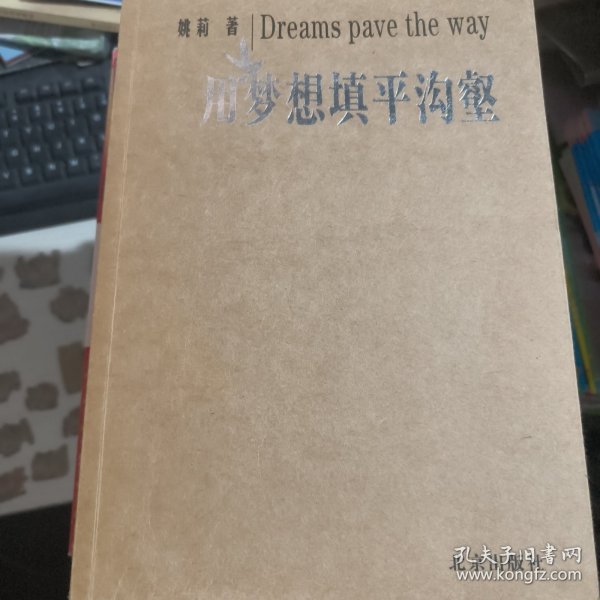 姚莉 著 | Dreams pave the way
用梦想填平沟壑
北京出版社
孔夫子旧书网
www.kongfz.com